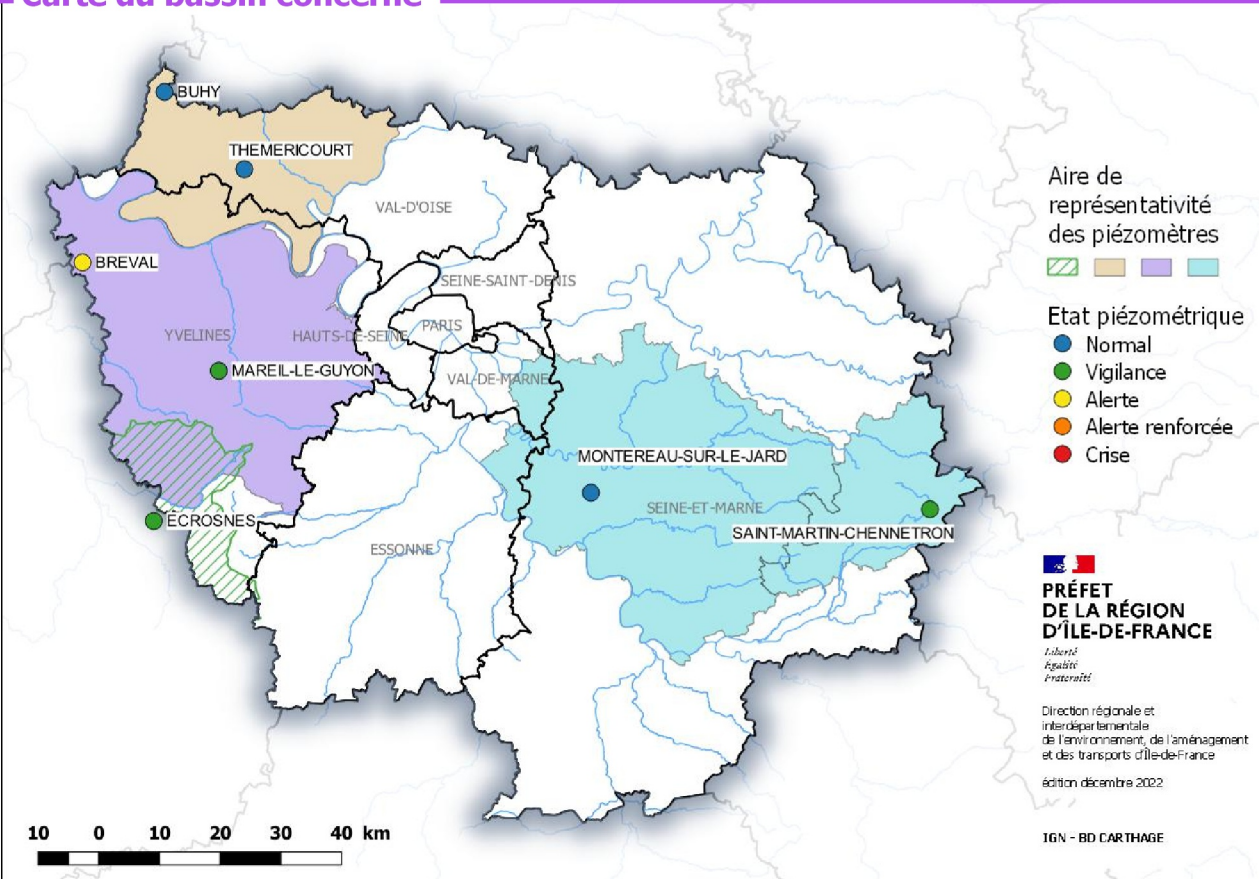 Carte du bassin concerné
BUHY
THEMERICOURT
VAL-D'OISE
BREVAL
SEINE-SAINT-DENIS
YVELINES
HAUTS-DE-SEINE
PARIS
MAREIL-LE-GUYON
VAL-DE-MARNE
MONTEREAU-SUR-LE-JARD
SEINE-ET-MARNE
ÉCROSNES
SAINT-MARTIN-CHENNETRON
ESSONNE
10 0 10 20 30 40 km
Aire de
représentativité
des piézomètres
Etat piézométrique
Normal
Vigilance
Alerte
Alerte renforcée
Crise
PRÉFET
DE LA RÉGION
D'ÎLE-DE-FRANCE
Liberté
Égalité
Fraternité
Direction régionale et
interdépartementale
de l'environnement, de l'aménagement
et des transports d'Île-de-France
édition décembre 2022
IGN - BD CARTHAGE